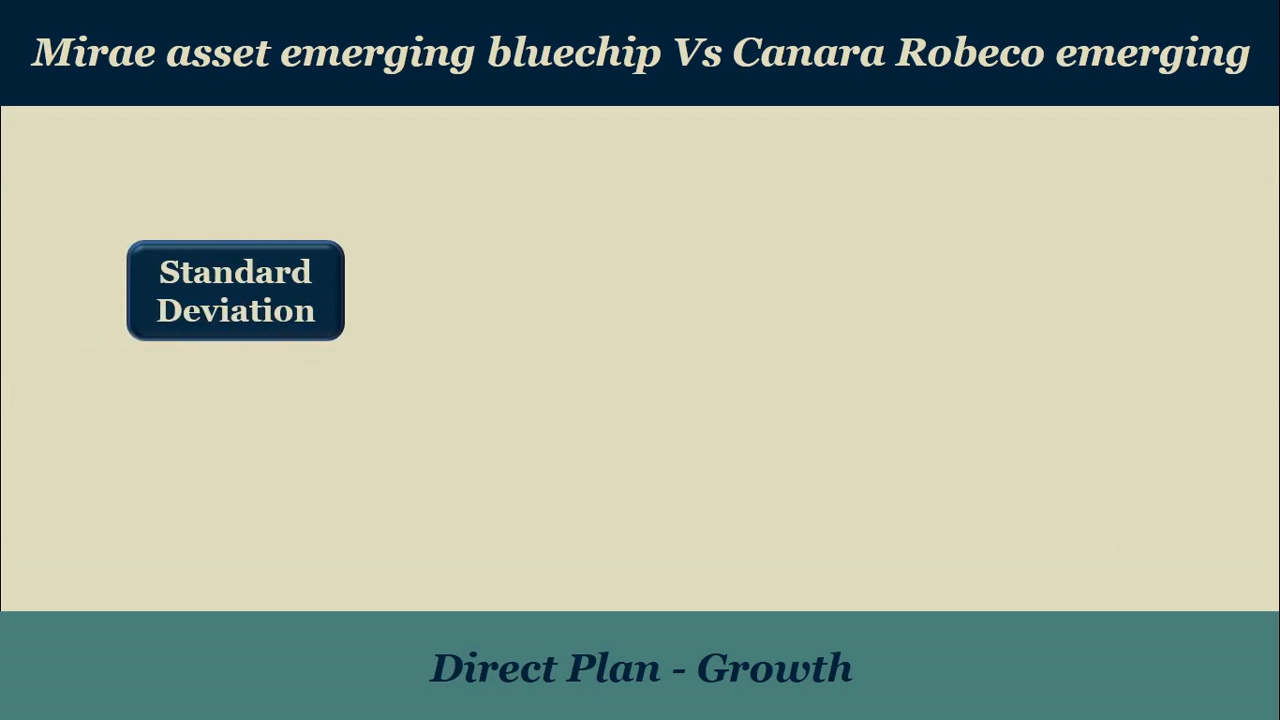 Mirae asset emerging bluechip Vs Canara Robeco emerging
Standard
Deviation
Direct Plan - Growth